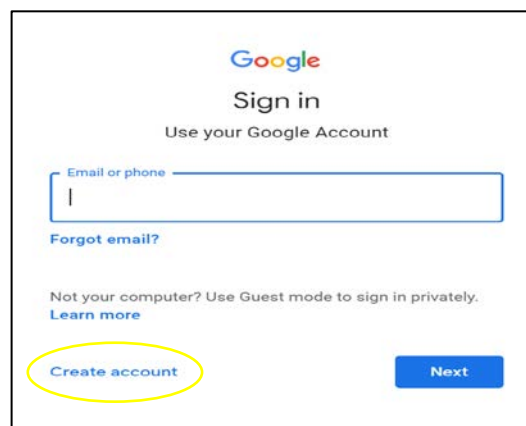 Google
Sign in
Use your Google Account
Email or phone
Forgot email?
Not your computer? Use Guest mode to sign in privately.
Learn more
Create account
Next